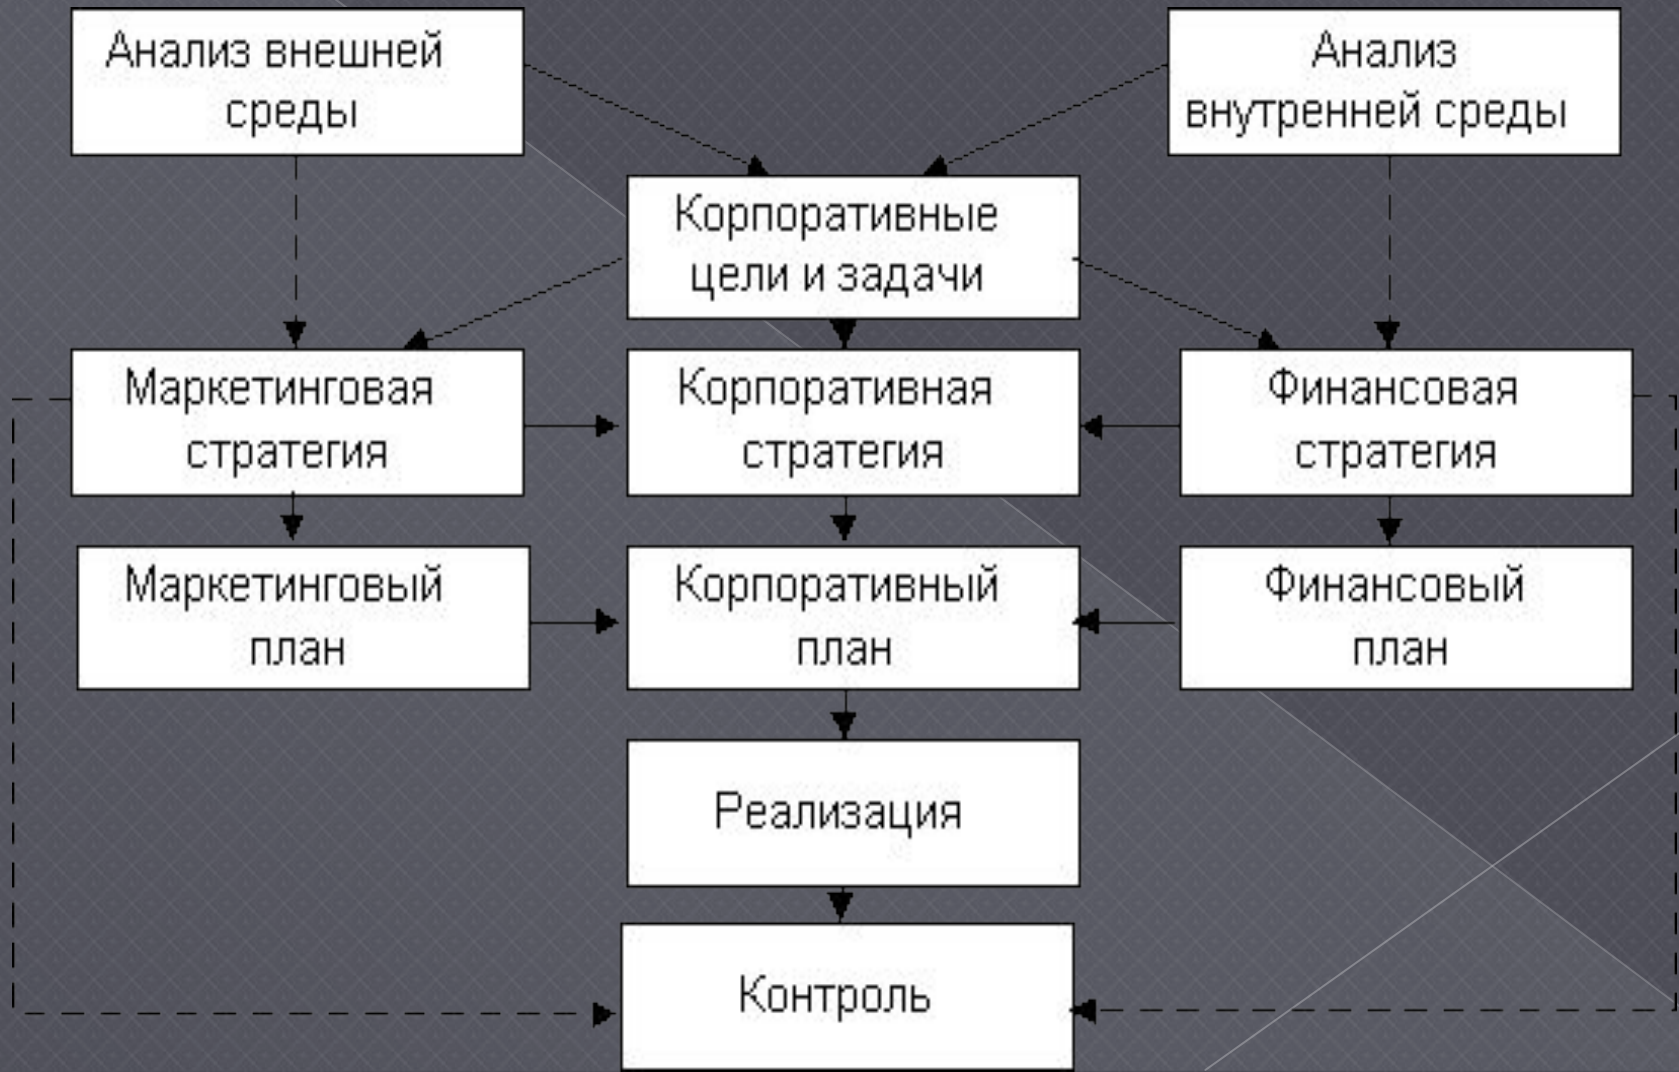 Анализ внешней
среды
Анализ
внутренней среды
Корпоративные
цели и задачи
Маркетинговая
стратегия
Корпоративная
стратегия
Финансовая
стратегия
Маркетинговый
план
Корпоративный
план
Финансовый
план
Реализация
Контроль